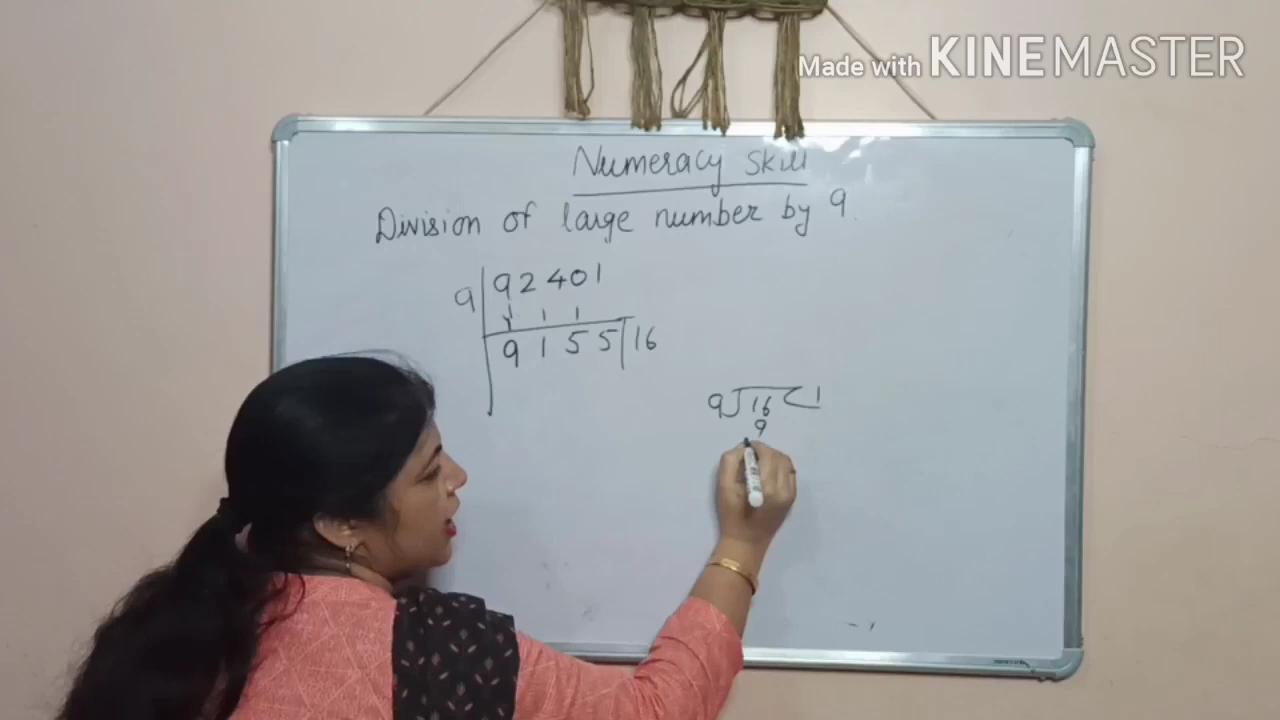 Made with KINEMASTER
Numeracy Skill
Division of large number by 9.
9 92401
1 1 1
9 1 5 5 | 16
9 16 1
9